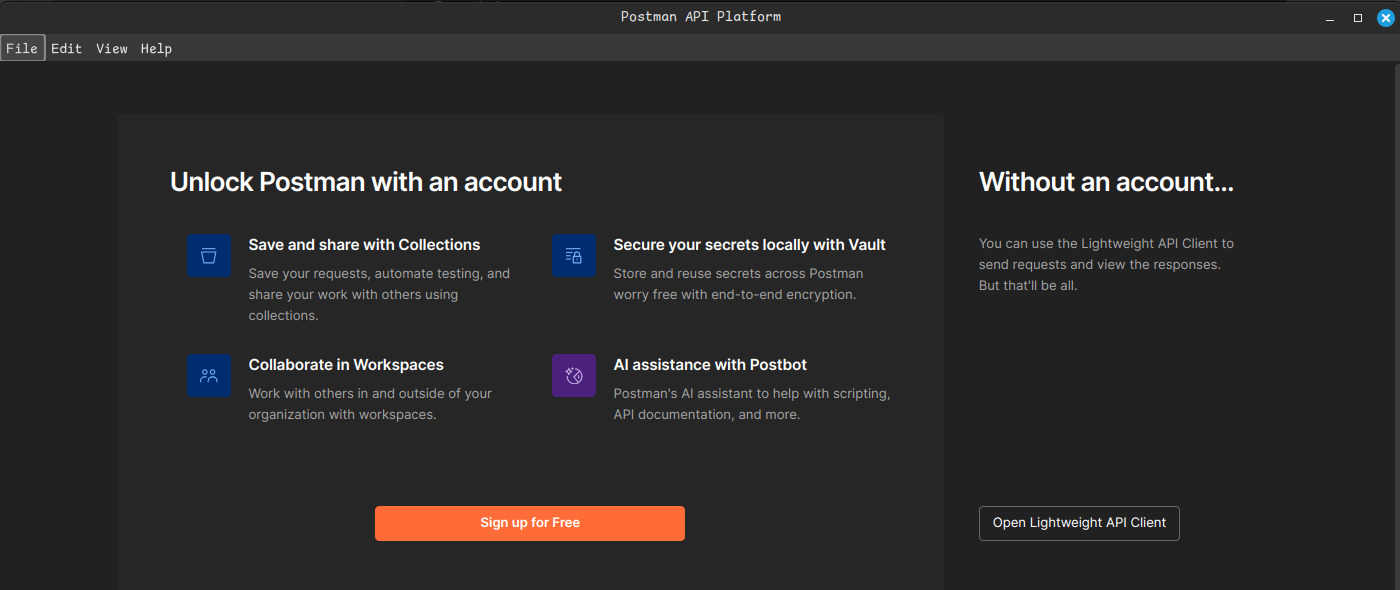 Postman API Platform
File Edit View Help
Unlock Postman with an account
Save and share with Collections
Save your requests, automate testing, and
share your work with others using
collections.
Secure your secrets locally with Vault
Store and reuse secrets across Postman
worry free with end-to-end encryption.
Collaborate in Workspaces
Work with others in and outside of your
organization with workspaces.
AI assistance with Postbot
Postman's AI assistant to help with scripting,
API documentation, and more.
Sign up for Free
Without an account...
You can use the Lightweight API Client to
send requests and view the responses.
But that'll be all.
Open Lightweight API Client